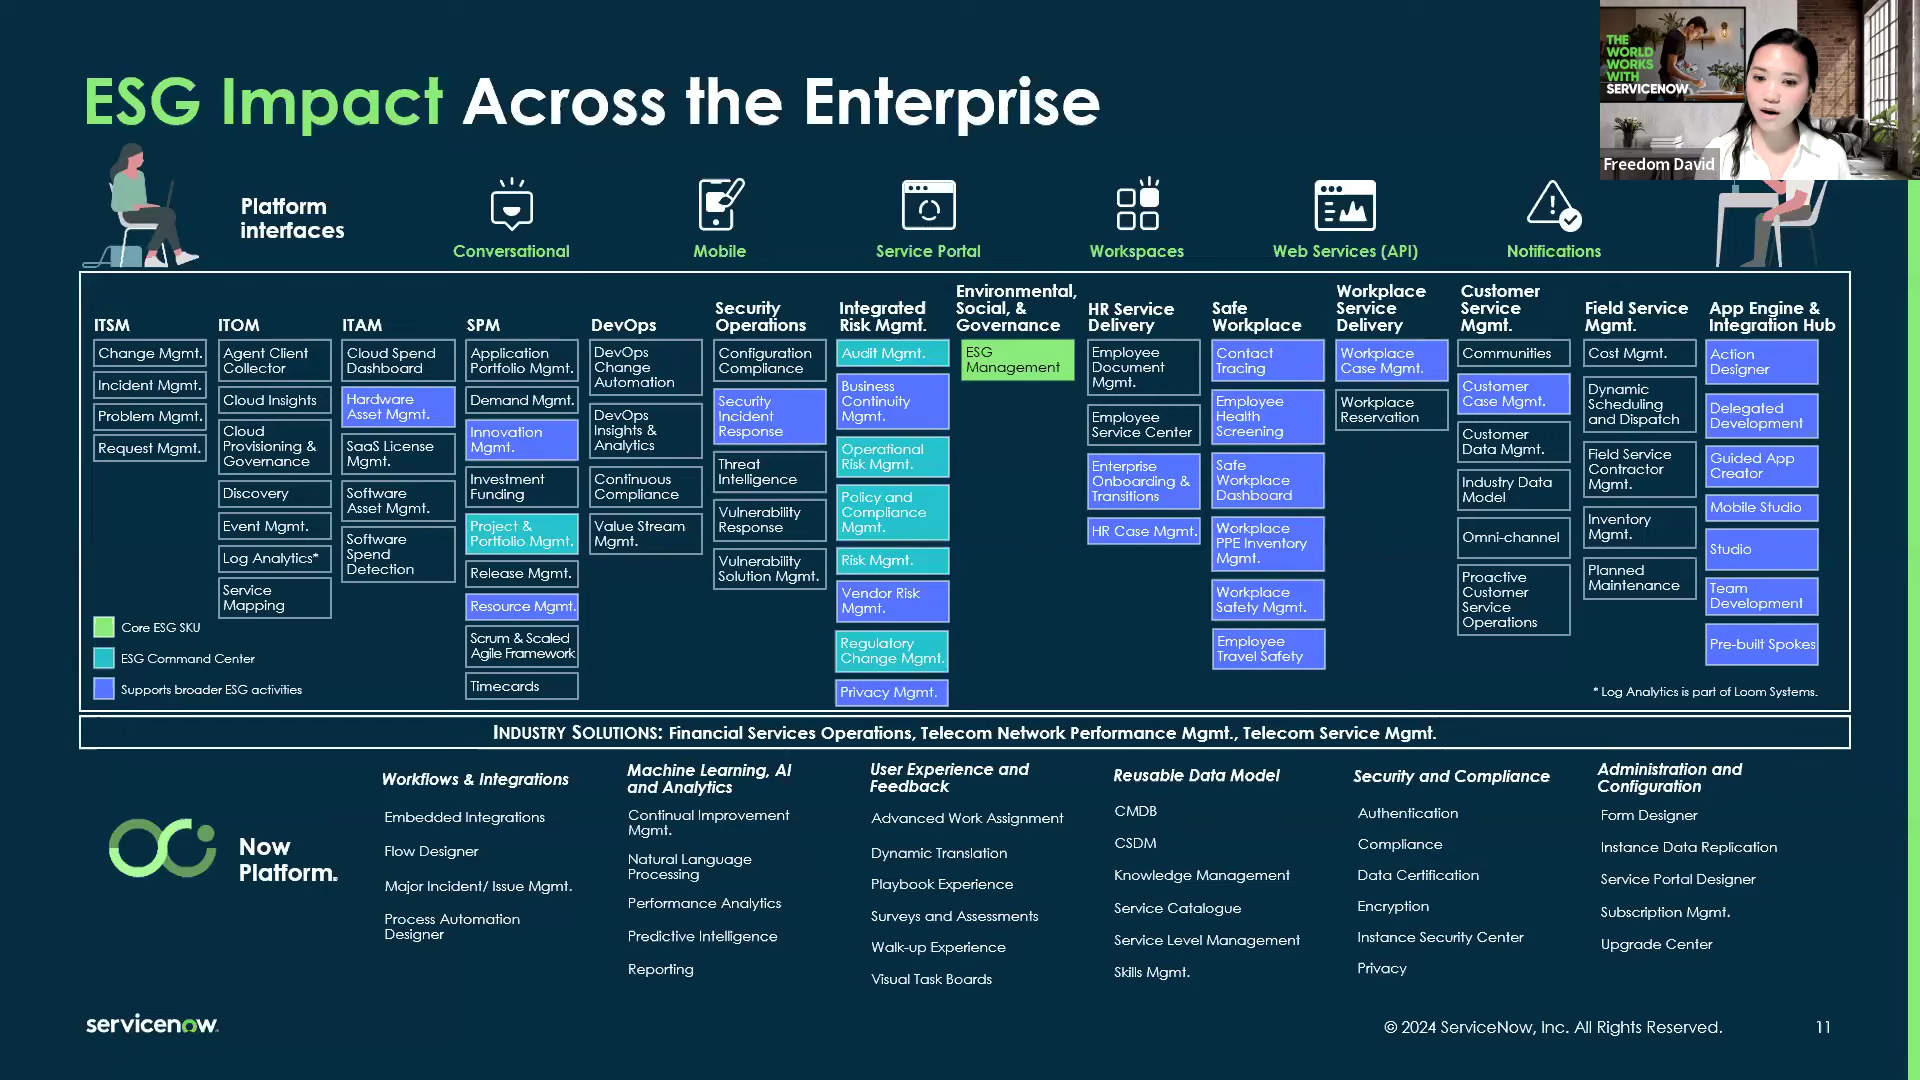 THE
WORLD
WORKS
WITH
SERVICENOW
Freedom David
ESG Impact Across the Enterprise
Platform
interfaces
Conversational
Mobile
Service Portal
Workspaces
Web Services (API)
Notifications
ITSM
Change Mgmt.
Incident Mgmt.
Problem Mgmt.
Request Mgmt.
ITOM
Agent Client
Collector
Cloud Insights
Cloud
Provisioning &
Governance
Discovery
Event Mgmt.
Log Analytics*
Service
Mapping
ITAM
Cloud Spend
Dashboard
Hardware
Asset Mgmt.
SaaS License
Mgmt.
Software
Asset Mgmt.
Software
Spend
Detection
SPM
Application
Portfolio Mgmt.
Demand Mgmt.
Innovation
Mgmt.
Investment
Funding
Project &
Portfolio Mgmt.
Release Mgmt.
Resource Mgmt.
Scrum & Scaled
Agile Framework
Timecards
DevOps
DevOps
Change
Automation
DevOps
Insights &
Analytics
Continuous
Compliance
Value Stream
Mgmt.
Security
Operations
Configuration
Compliance
Security
Incident
Response
Threat
Intelligence
Vulnerability
Response
Vulnerability
Solution Mgmt.
Integrated
Risk Mgmt.
Audit Mgmt.
Business
Continuity
Mgmt.
Operational
Risk Mgmt.
Policy and
Compliance
Mgmt.
Risk Mgmt.
Vendor Risk
Mgmt.
Regulatory
Change Mgmt.
Privacy Mgmt.
Environmental,
Social, &
Governance
ESG
Management
HR Service
Delivery
Employee
Document
Mgmt.
Employee
Service Center
Enterprise
Onboarding &
Transitions
HR Case Mgmt.
Safe
Workplace
Contact
Tracing
Employee
Health
Screening
Safe
Workplace
Dashboard
Workplace
PPE Inventory
Mgmt.
Workplace
Safety Mgmt.
Employee
Travel Safety
Workplace
Service
Delivery
Workplace
Case Mgmt.
Workplace
Reservation
Customer
Service
Mgmt.
Communities
Customer
Case Mgmt.
Customer
Data Mgmt.
Industry Data
Model
Omni-channel
Proactive
Customer
Service
Operations
Field Service
Mgmt.
Cost Mgmt.
Dynamic
Scheduling
and Dispatch
Field Service
Contractor
Mgmt.
Inventory
Mgmt.
Planned
Maintenance
App Engine &
Integration Hub
Action
Designer
Delegated
Development
Guided App
Creator
Mobile Studio
Studio
Team
Development
Pre-built Spokes
Core ESG SKU
ESG Command Center
Supports broader ESG activities
* Log Analytics is part of Loom Systems.
INDUSTRY SOLUTIONS: Financial Services Operations, Telecom Network Performance Mgmt., Telecom Service Mgmt.
Now
Platform.
Workflows & Integrations
Embedded Integrations
Flow Designer
Major Incident/ Issue Mgmt.
Process Automation
Designer
Machine Learning, AI
and Analytics
Continual Improvement
Mgmt.
Natural Language
Processing
Performance Analytics
Predictive Intelligence
Reporting
User Experience and
Feedback
Advanced Work Assignment
Dynamic Translation
Playbook Experience
Surveys and Assessments
Walk-up Experience
Visual Task Boards
Reusable Data Model
CMDB
CSDM
Knowledge Management
Service Catalogue
Service Level Management
Skills Mgmt.
Security and Compliance
Authentication
Compliance
Data Certification
Encryption
Instance Security Center
Privacy
Administration and
Configuration
Form Designer
Instance Data Replication
Service Portal Designer
Subscription Mgmt.
Upgrade Center
servicenow
© 2024 ServiceNow, Inc. All Rights Reserved.
11